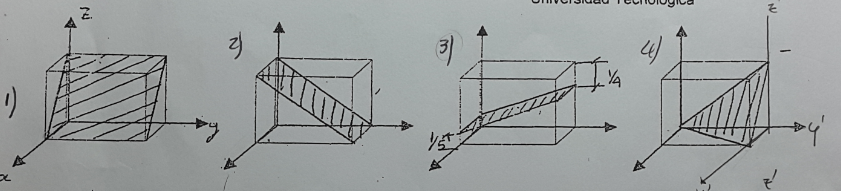 Universidad Tecnológica
1)
z
y
x
2)
3)
1/4
1/5
4)
z
y'
z'